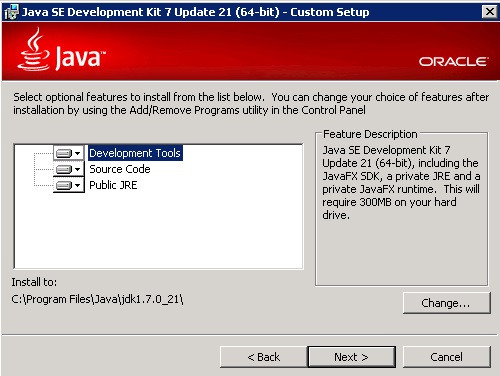 Java SE Development Kit 7 Update 21 (64-bit) - Custom Setup
Java™
ORACLE®
Select optional features to install from the list below. You can change your choice of features after
installation by using the Add/Remove Programs utility in the Control Panel
Development Tools
Source Code
Public JRE
Feature Description
Java SE Development Kit 7
Update 21 (64-bit), including the
JavaFX SDK, a private JRE and a
private JavaFX runtime. This will
require 300MB on your hard
drive.
Install to:
C:\Program Files\Java\jdk1.7.0_21\
Change...
< Back
Next >
Cancel